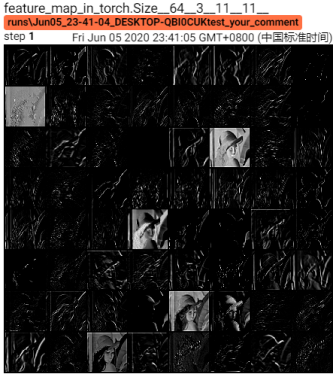 feature_map_in_torch.Size__64__3__11__11__
runs\Jun05_23-41-04_DESKTOP-QBI0CUKtest_your_comment
step 1 Fri Jun 05 2020 23:41:05 GMT+0800 (中国标准时间)